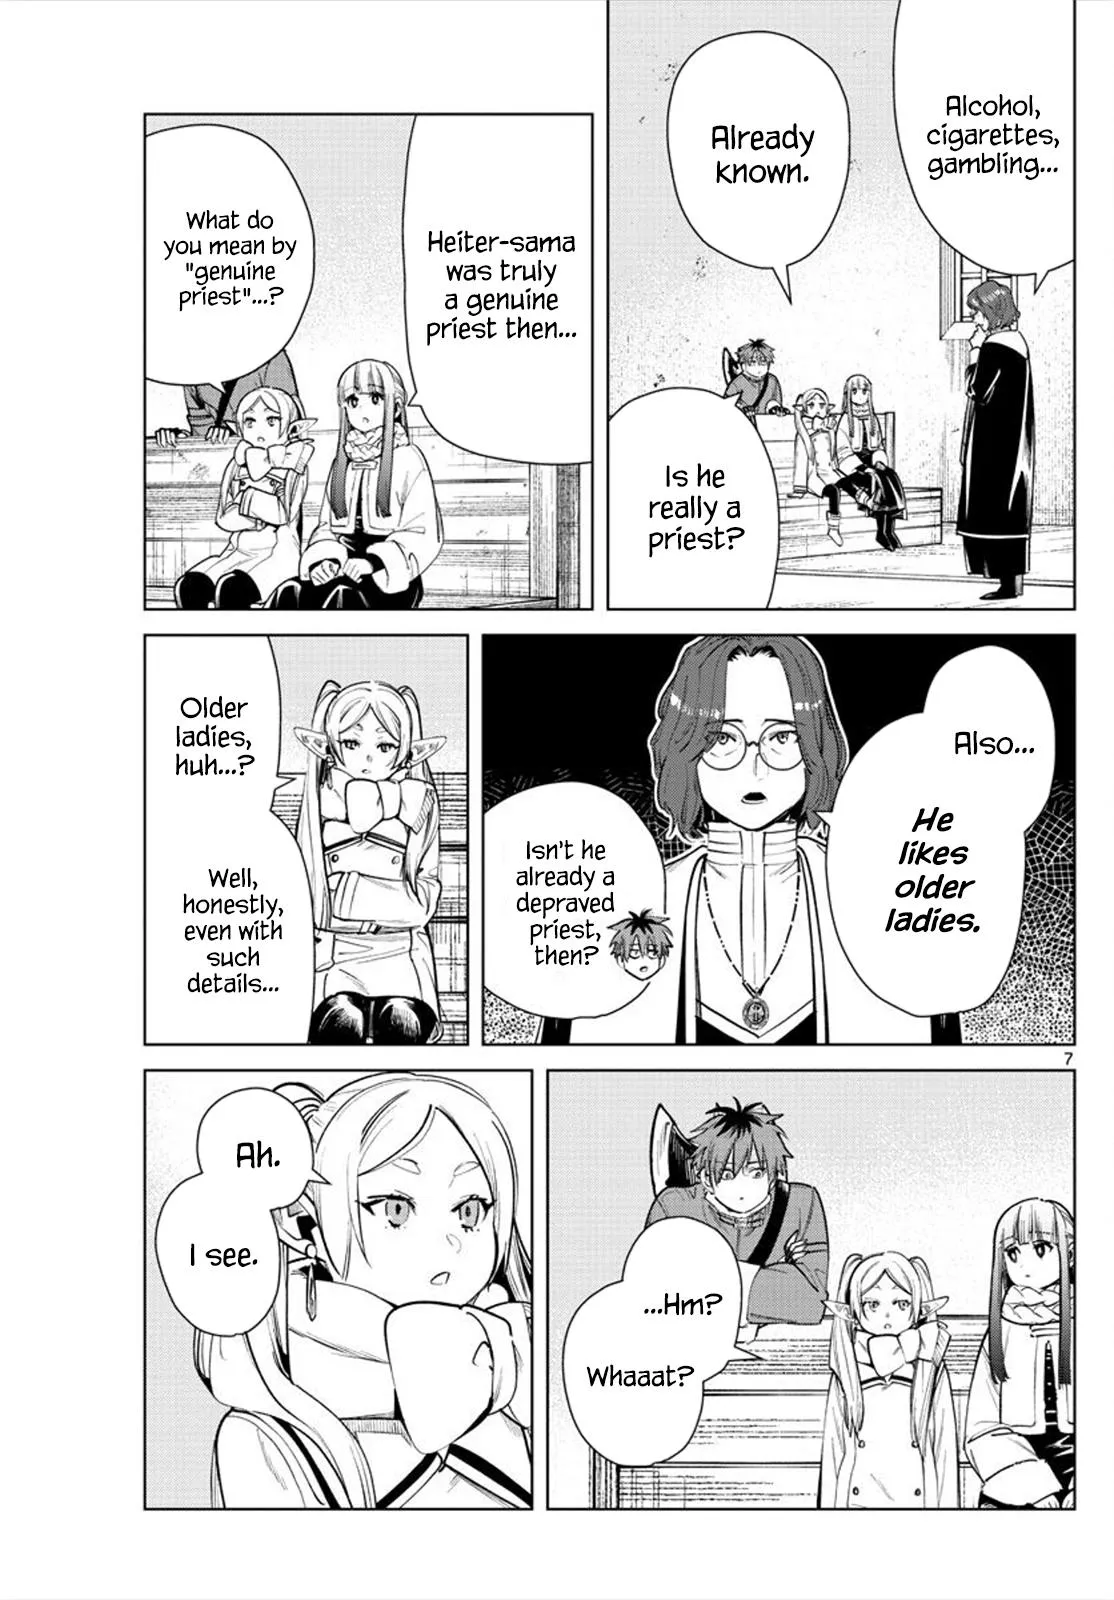 Alcohol,
cigarettes,
gambling...
Already
known.
Is he
really a
priest?
Heiter-sama
was truly
a genuine
priest then...
What do
you mean by
"genuine
priest"...?
Also...
He
likes
older
ladies.
Isn't he
already a
depraved
priest,
then?
Older
ladies,
huh...?
Well,
honestly,
even with
such
details...
7
...Hm?
Whaaat?
Ah.
I see.